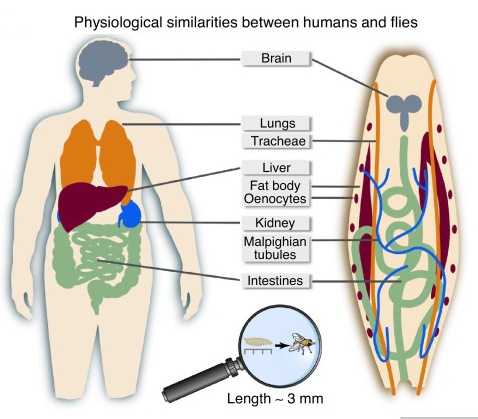 Physiological similarities between humans and flies
Brain
Lungs
Tracheae
Liver
Fat body
Oenocytes
Kidney
Malpighian
tubules
Intestines
Length ~ 3 mm